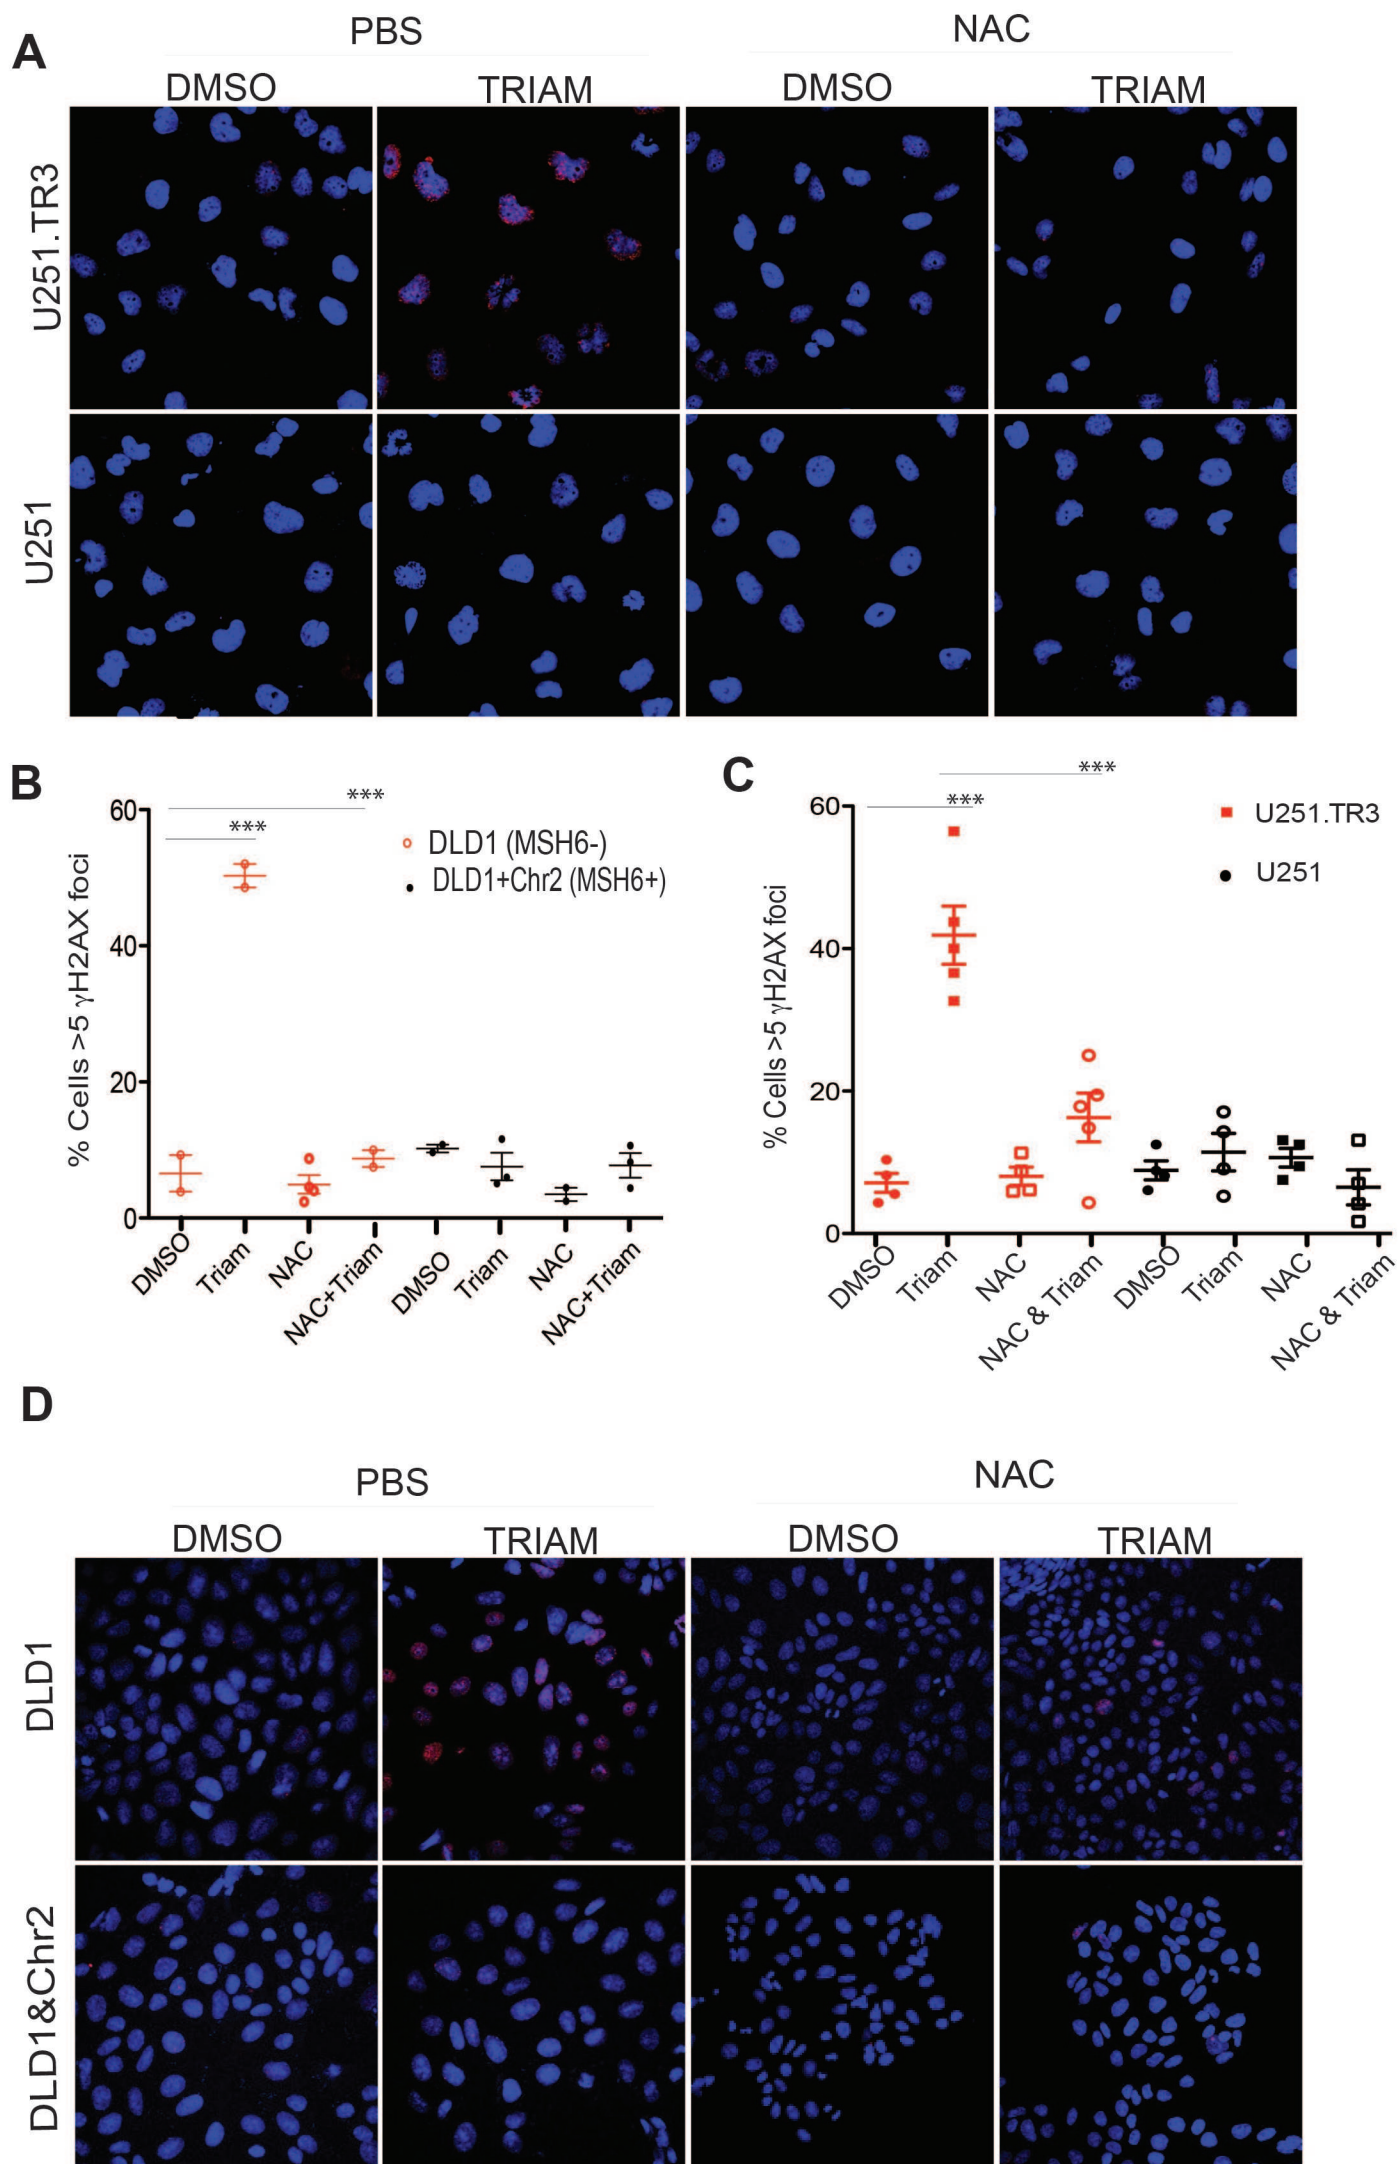 A
PBS
NAC
DMSO
TRIAM
DMSO
TRIAM
U251.TR3
U251
B
% Cells >5 γH2AX foci
60
40
20
0
***
***
DLD1 (MSH6-)
DLD1+Chr2 (MSH6+)
DMSO
Triam
NAC
NAC+Triam
DMSO
Triam
NAC
NAC+Triam
C
% Cells >5 γH2AX foci
60
40
20
0
***
***
U251.TR3
U251
DMSO
Triam
NAC
NAC & Triam
DMSO
Triam
NAC
NAC & Triam
D
PBS
NAC
DMSO
TRIAM
DMSO
TRIAM
DLD1
DLD1&Chr2